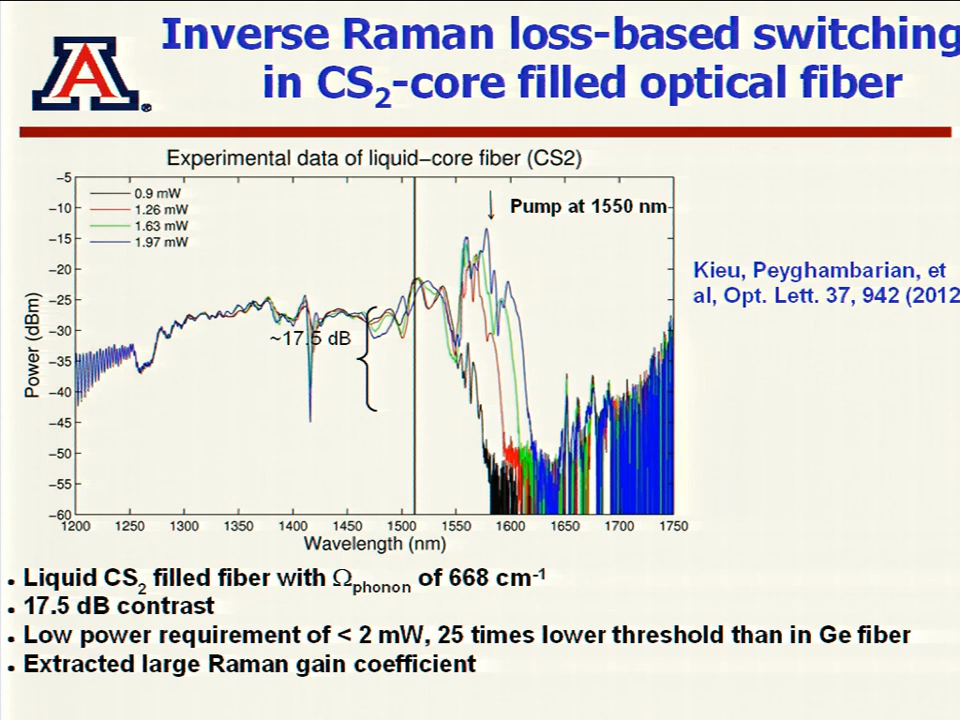 Inverse Raman loss-based switching
in CS2-core filled optical fiber
A ®
Experimental data of liquid-core fiber (CS2)
0.9 mW
1.26 mW
1.63 mW
1.97 mW
Pump at 1550 nm
~17.5 dB
Power (dBm)
-5
-10
-15
-20
-25
-30
-35
-40
-45
-50
-55
-60
1200 1250 1300 1350 1400 1450 1500 1550 1600 1650 1700 1750
Wavelength (nm)
Kieu, Peyghambarian, et
al, Opt. Lett. 37, 942 (2012
• Liquid CS2 filled fiber with Ωphonon of 668 cm-1
• 17.5 dB contrast
• Low power requirement of < 2 mW, 25 times lower threshold than in Ge fiber
• Extracted large Raman gain coefficient